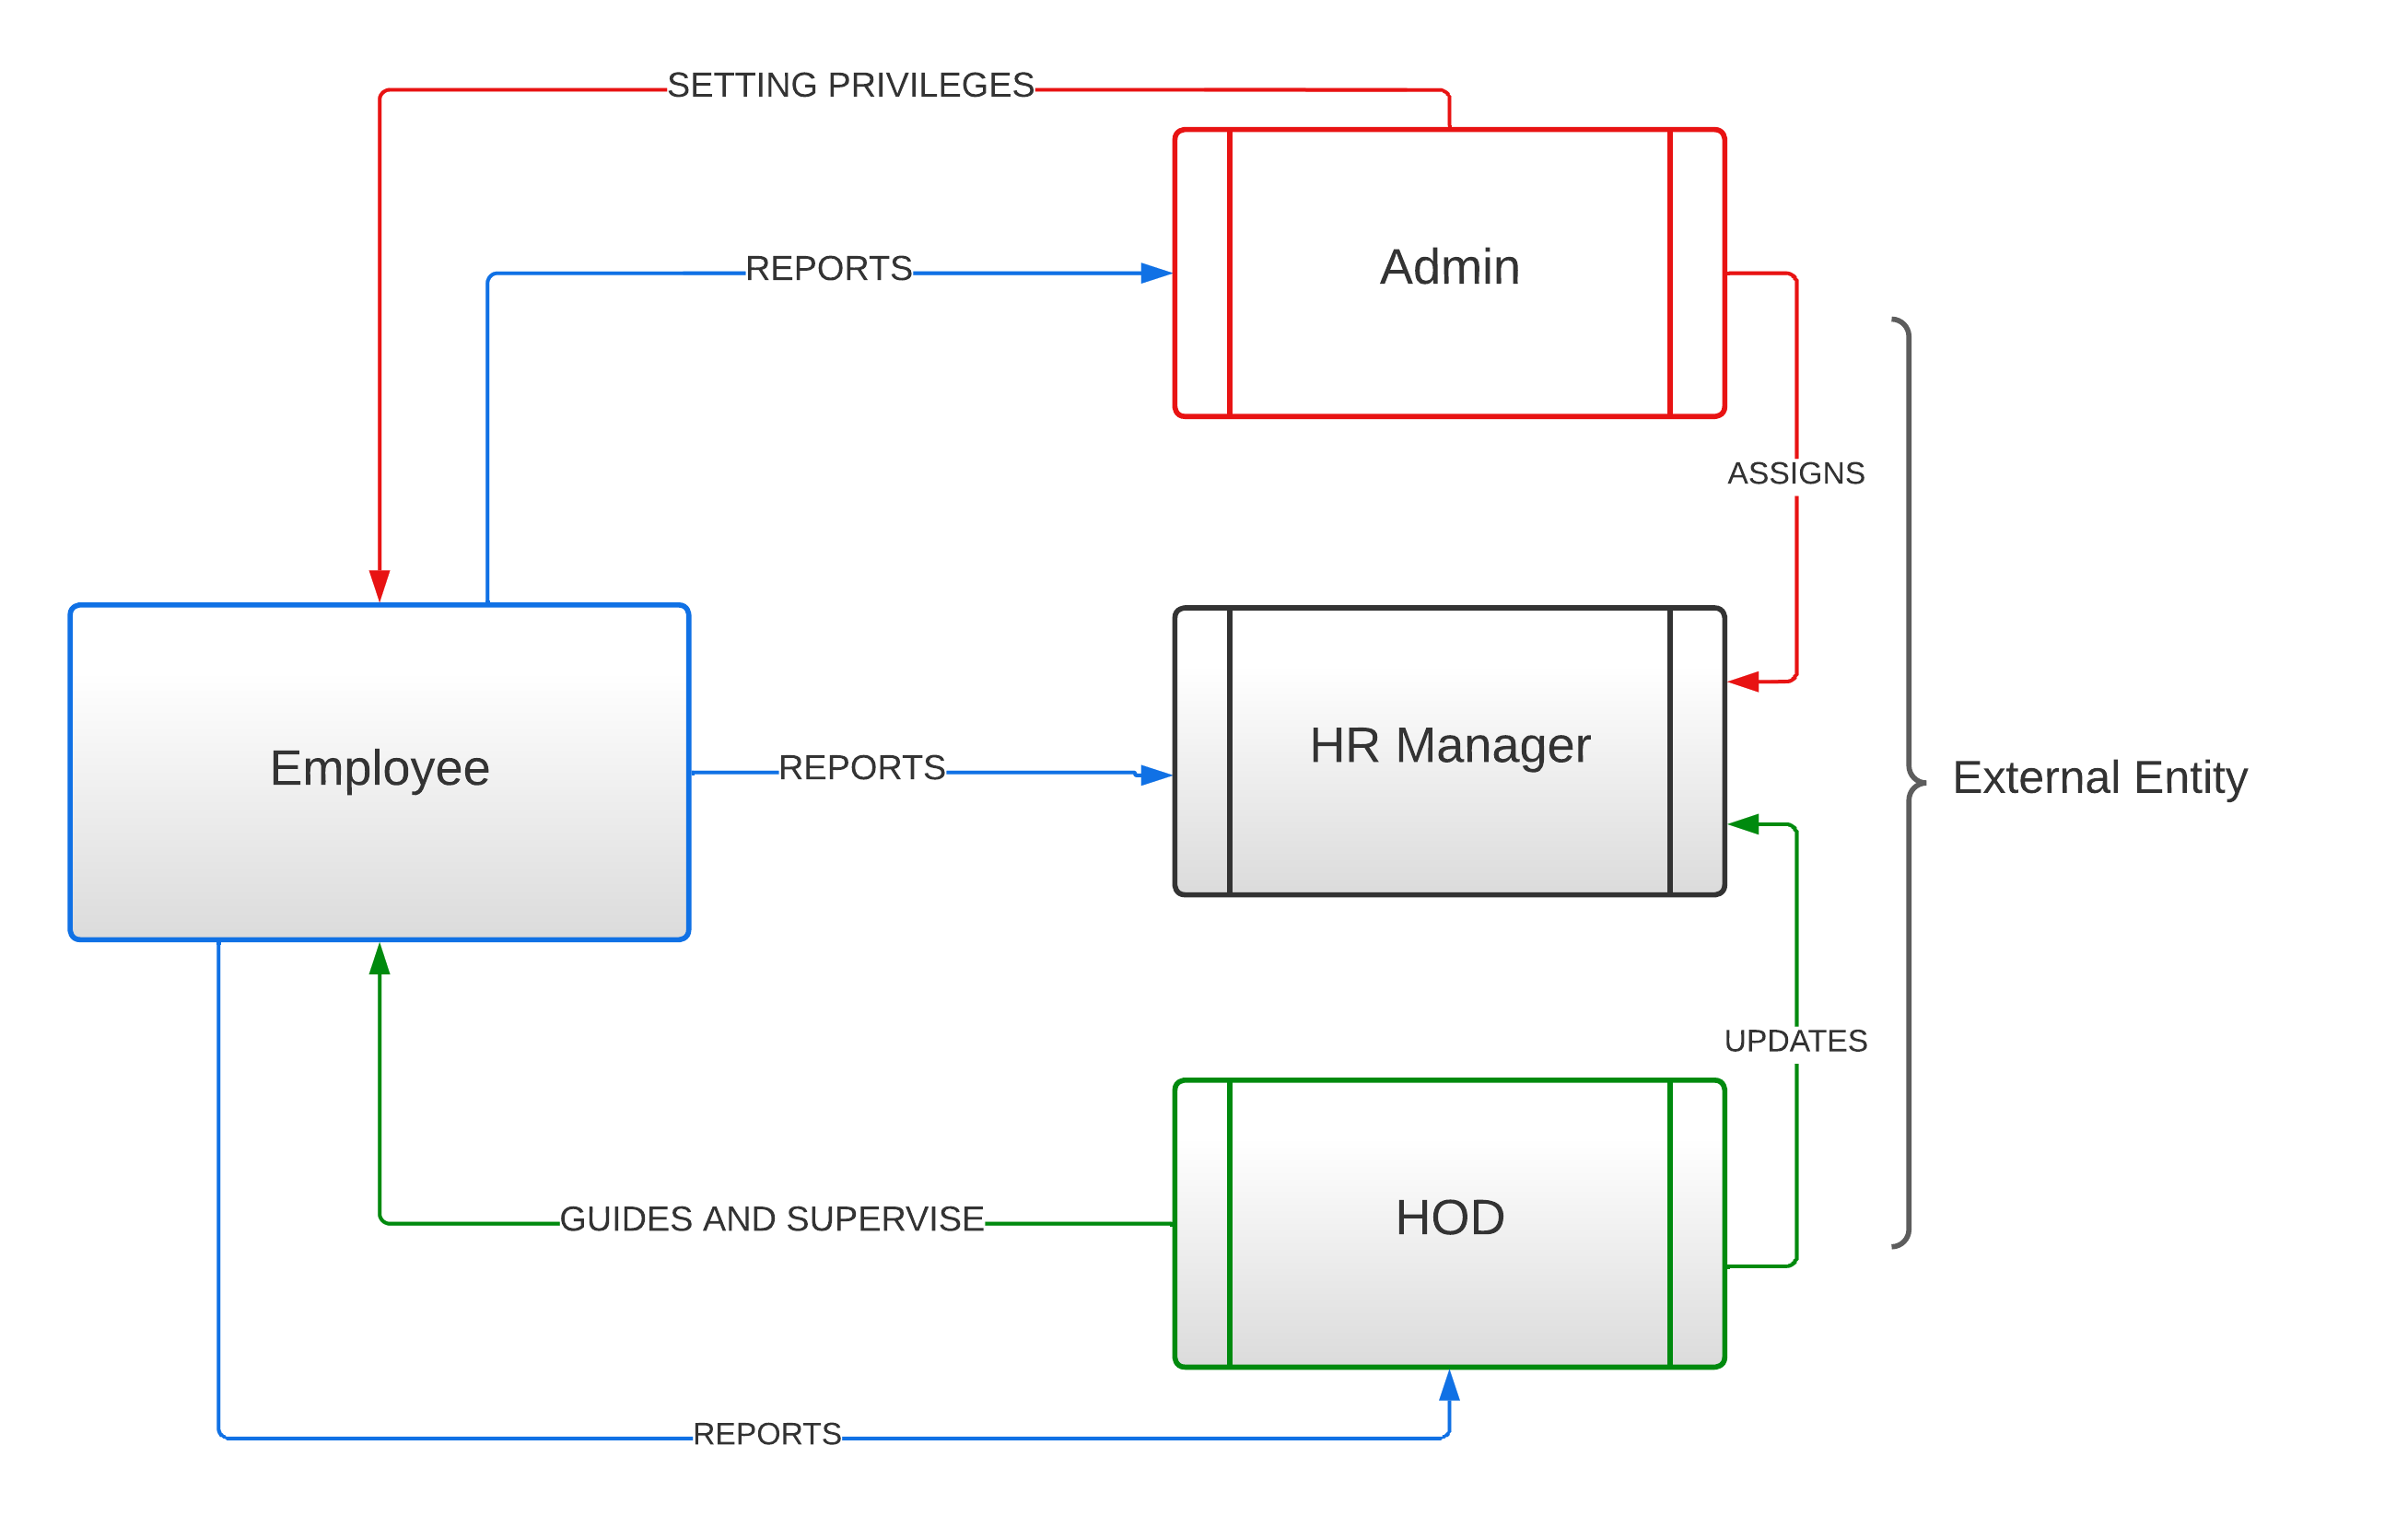 SETTING PRIVILEGES
REPORTS
Admin
ASSIGNS
Employee
REPORTS
HR Manager
External Entity
UPDATES
GUIDES AND SUPERVISE
HOD
REPORTS